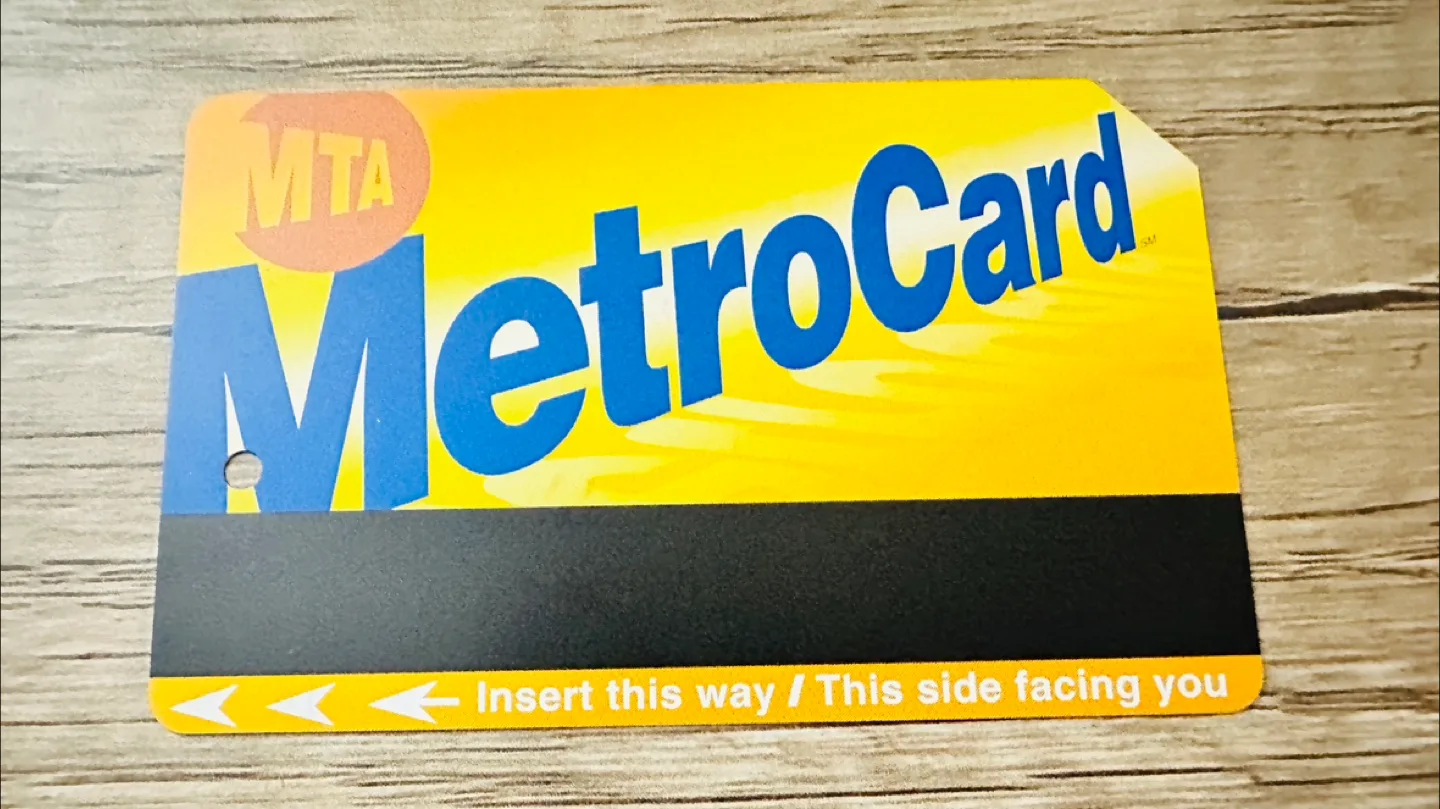 MTA
MetroCard
SM
Insert this way / This side facing you